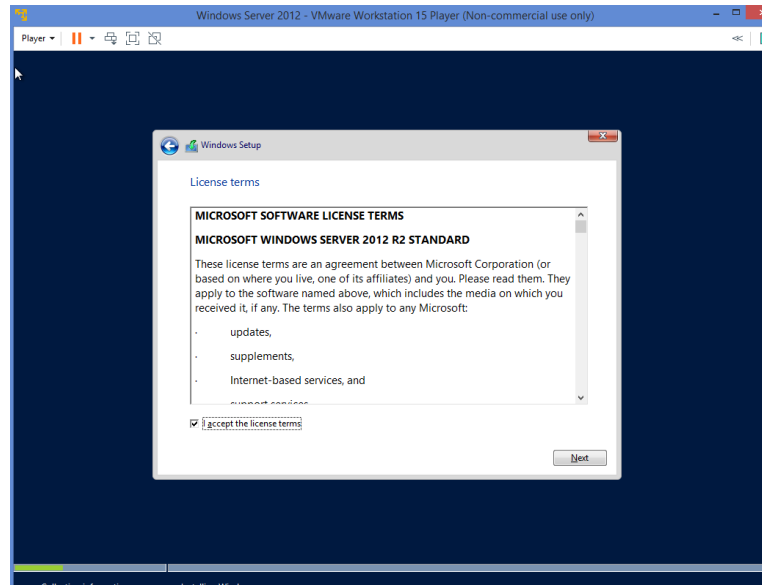 Windows Server 2012 - VMware Workstation 15 Player (Non-commercial use only)
Player
Windows Setup
License terms
MICROSOFT SOFTWARE LICENSE TERMS
MICROSOFT WINDOWS SERVER 2012 R2 STANDARD
These license terms are an agreement between Microsoft Corporation (or
based on where you live, one of its affiliates) and you. Please read them. They
apply to the software named above, which includes the media on which you
received it, if any. The terms also apply to any Microsoft:
· updates,
· supplements,
· Internet-based services, and
· support services
I accept the license terms
Next